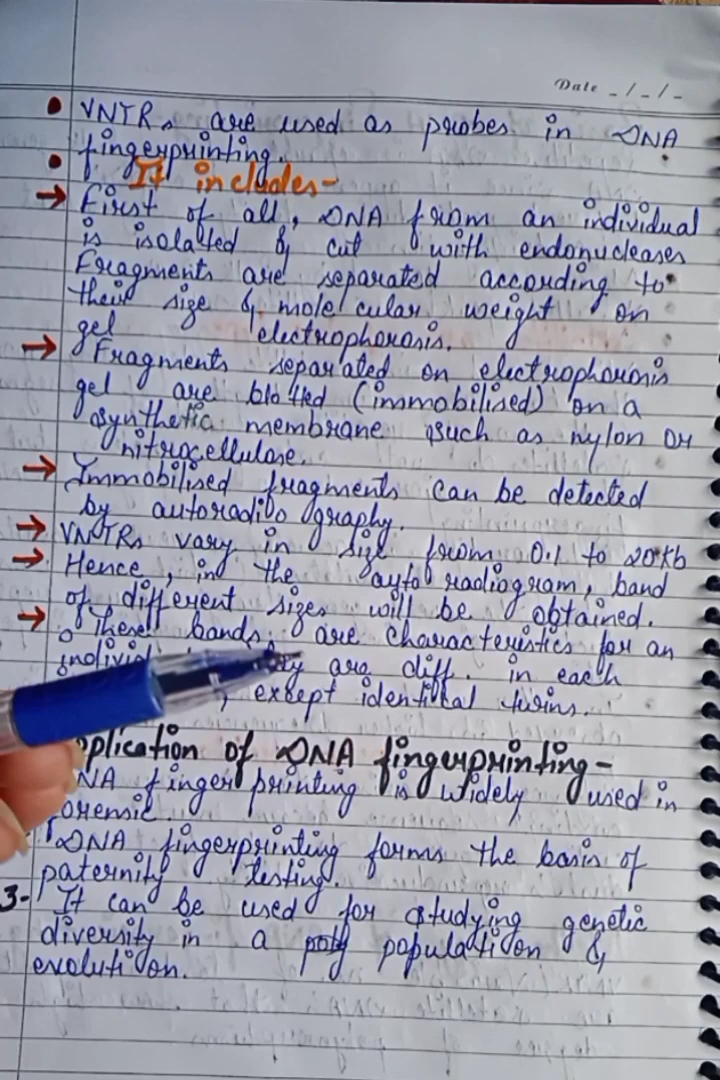 Date _/_/_
• VNTRs are used as probes in DNA
• fingerprinting.
It includes-
→ First of all, DNA from an individual
is isolated & cut with endonucleases
Fragments are separated according to
their size & molecular weight on
gel electrophorosis.
→ Fragments separated on electrophorosis
gel are blotted (immobilised) on a
synthetic membrane such as nylon or
nitrocellulose.
→ Immobilised fragments can be detected
by autoradiography.
→ VNTRs vary in size from 0.1 to 20kb
→ Hence, in the autoradiogram, band
of different sizes will be obtained.
→ These bands are characteristics for an
are diff. in each
, except identical twins.
plication of DNA fingerprinting-
NA fingerprinting is widely used in
forensic.
DNA fingerprinting forms the basis of
paternity testing.
3- It can be used for studying genetic
diversity in a population &
evolution.